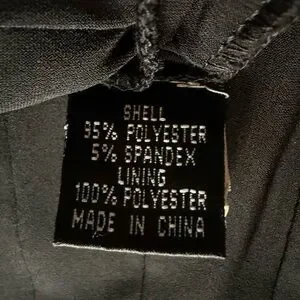 SHELL
95% POLYESTER
5% SPANDEX
LINING
100% POLYESTER
MADE IN CHINA